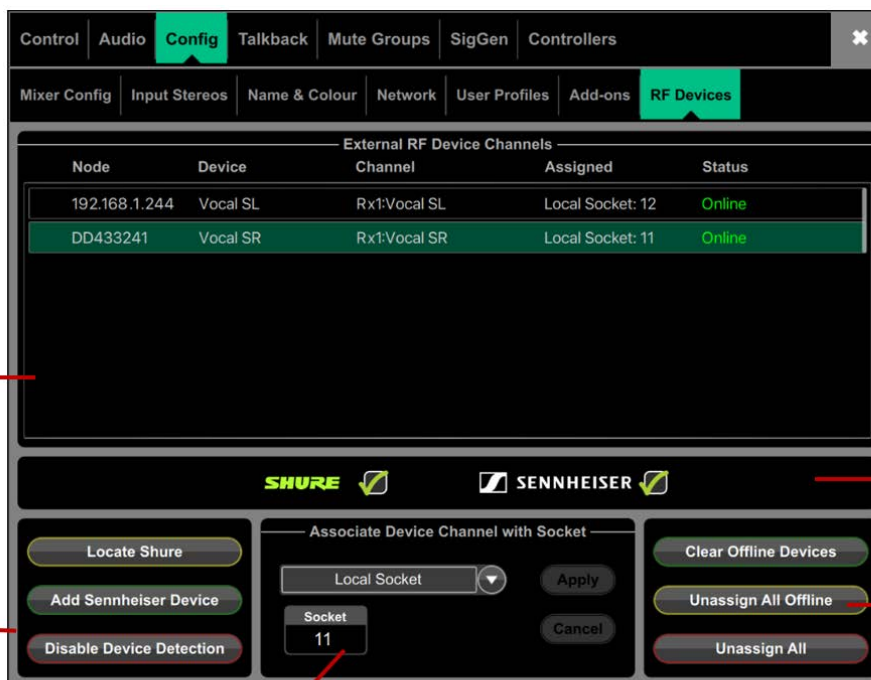 Control Audio Config Talkback Mute Groups SigGen Controllers
Mixer Config Input Stereos Name & Colour Network User Profiles Add-ons RF Devices
External RF Device Channels
Node Device Channel Assigned Status
192.168.1.244 Vocal SL Rx1:Vocal SL Local Socket: 12 Online
DD433241 Vocal SR Rx1:Vocal SR Local Socket: 11 Online
SHURE SENNHEISER
Associate Device Channel with Socket
Locate Shure
Add Sennheiser Device
Disable Device Detection
Local Socket
Apply
Socket
11
Cancel
Clear Offline Devices
Unassign All Offline
Unassign All